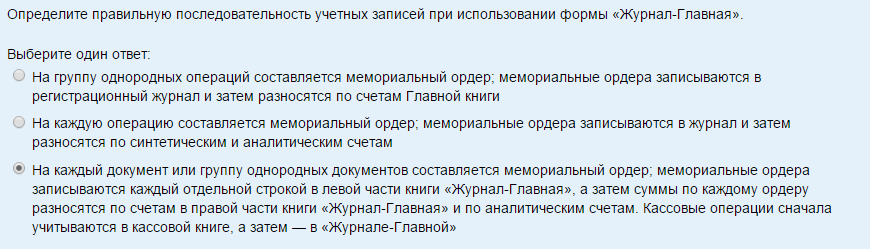 Определите правильную последовательность учетных записей при использовании формы «Журнал-Главная».
Выберите один ответ:
На группу однородных операций составляется мемориальный ордер; мемориальные ордера записываются в
регистрационный журнал и затем разносятся по счетам Главной книги
На каждую операцию составляется мемориальный ордер; мемориальные ордера записываются в журнал и затем
разносятся по синтетическим и аналитическим счетам
На каждый документ или группу однородных документов составляется мемориальный ордер; мемориальные ордера
записываются каждый отдельной строкой в левой части книги «Журнал-Главная», а затем суммы по каждому ордеру
разносятся по счетам в правой части книги «Журнал-Главная» и по аналитическим счетам. Кассовые операции сначала
учитываются в кассовой книге, а затем — в «Журнале-Главной»